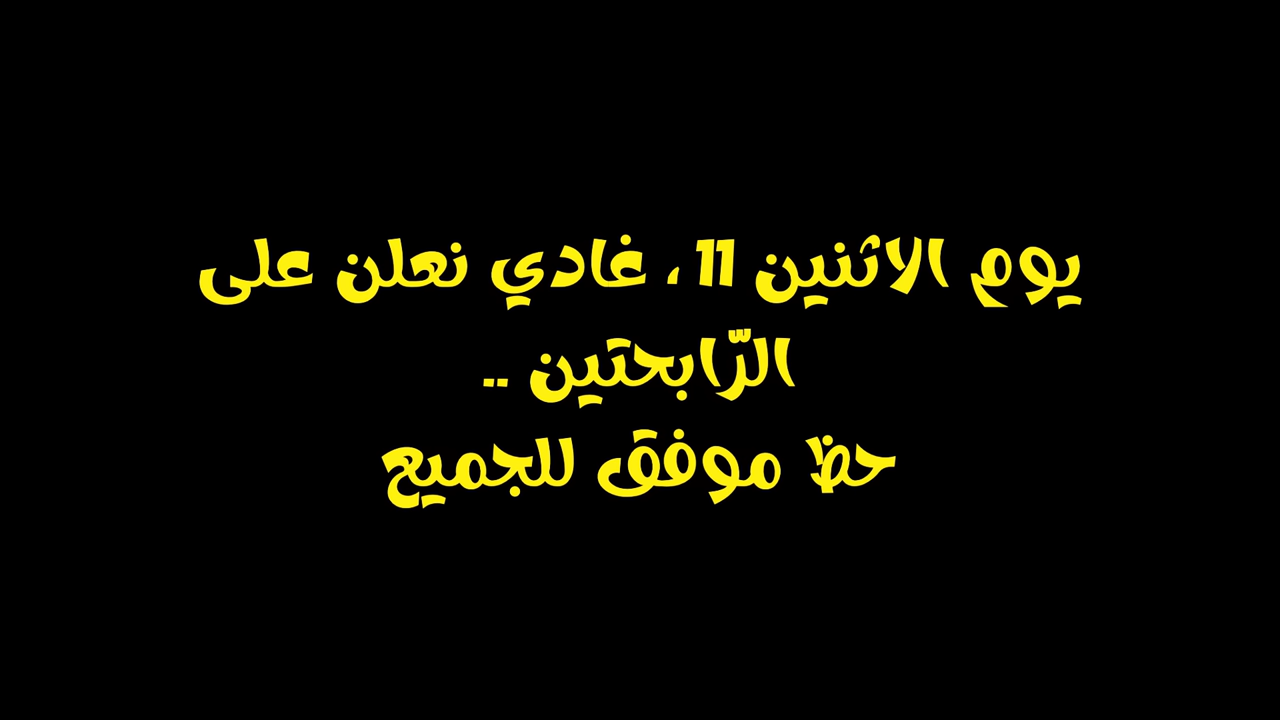 يوم الاثنين 11، غادي نعلن على
الرّابحتين ..
حظ موفق للجميع